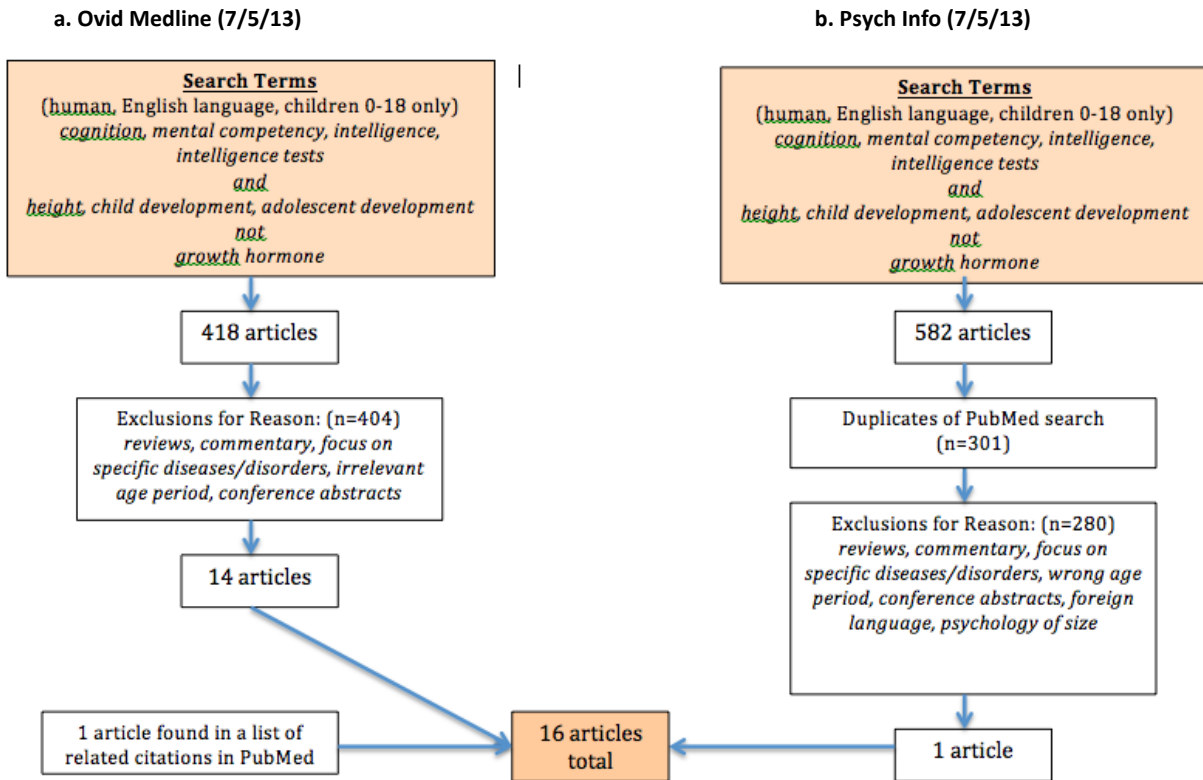 a. Ovid Medline (7/5/13)
Search Terms
(human, English language, children 0-18 only)
cognition, mental competency, intelligence,
intelligence tests
and
height, child development, adolescent development
not
growth hormone
418 articles
Exclusions for Reason: (n=404)
reviews, commentary, focus on
specific diseases/disorders, irrelevant
age period, conference abstracts
14 articles
1 article found in a list of
related citations in PubMed
16 articles
total
b. Psych Info (7/5/13)
Search Terms
(human, English language, children 0-18 only)
cognition, mental competency, intelligence,
intelligence tests
and
height, child development, adolescent development
not
growth hormone
582 articles
Duplicates of PubMed search
(n=301)
Exclusions for Reason: (n=280)
reviews, commentary, focus on
specific diseases/disorders, wrong age
period, conference abstracts, foreign
language, psychology of size
1 article